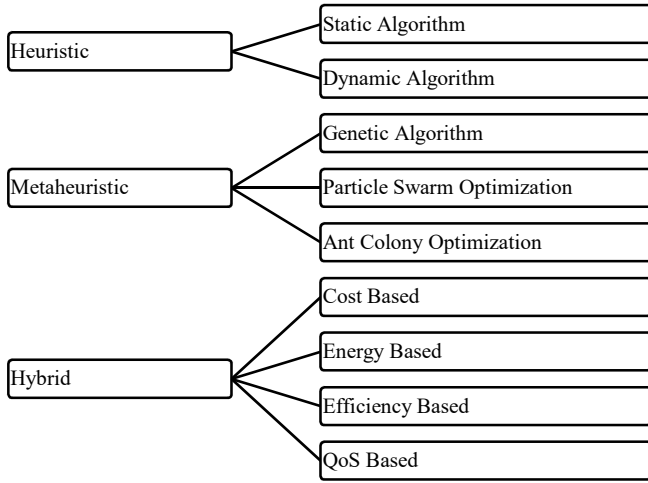 Heuristic
Static Algorithm
Dynamic Algorithm
Metaheuristic
Genetic Algorithm
Particle Swarm Optimization
Ant Colony Optimization
Hybrid
Cost Based
Energy Based
Efficiency Based
QoS Based